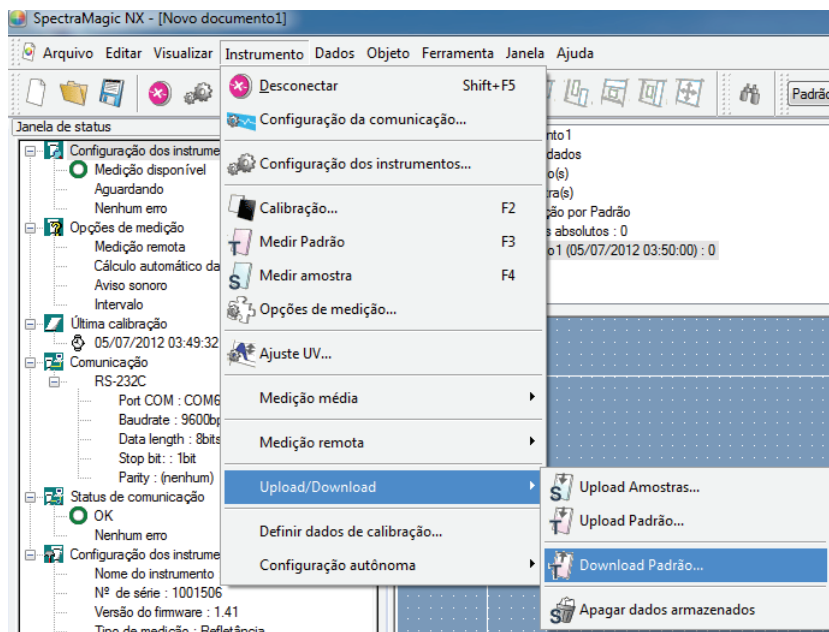 SpectraMagic NX - [Novo documento1]
Arquivo Editar Visualizar Instrumento Dados Objeto Ferramenta Janela Ajuda
Padrão
Janela de status
Configuração dos instrume
Medição disponível
Aguardando
Nenhum erro
Opções de medição
Medição remota
Cálculo automático da
Aviso sonoro
Intervalo
Última calibração
05/07/2012 03:49:32
Comunicação
RS-232C
Port COM : COM6
Baudrate : 9600bp
Data length : 8bits
Stop bit: : 1bit
Parity : (nenhum)
Status de comunicação
OK
Nenhum erro
Configuração dos instrume
Nome do instrumento
Nº de série : 1001506
Versão do firmware : 1.41
Tipo de medição : Refletância
Desconectar Shift+F5
Configuração da comunicação...
Configuração dos instrumentos...
Calibração... F2
Medir Padrão F3
Medir amostra F4
Opções de medição...
Ajuste UV...
Medição média
Medição remota
Upload/Download
Definir dados de calibração...
Configuração autônoma
Upload Amostras...
Upload Padrão...
Download Padrão...
Apagar dados armazenados
nto1
dados
o(s)
tra(s)
ção por Padrão
s absolutos : 0
o1 (05/07/2012 03:50:00) : 0